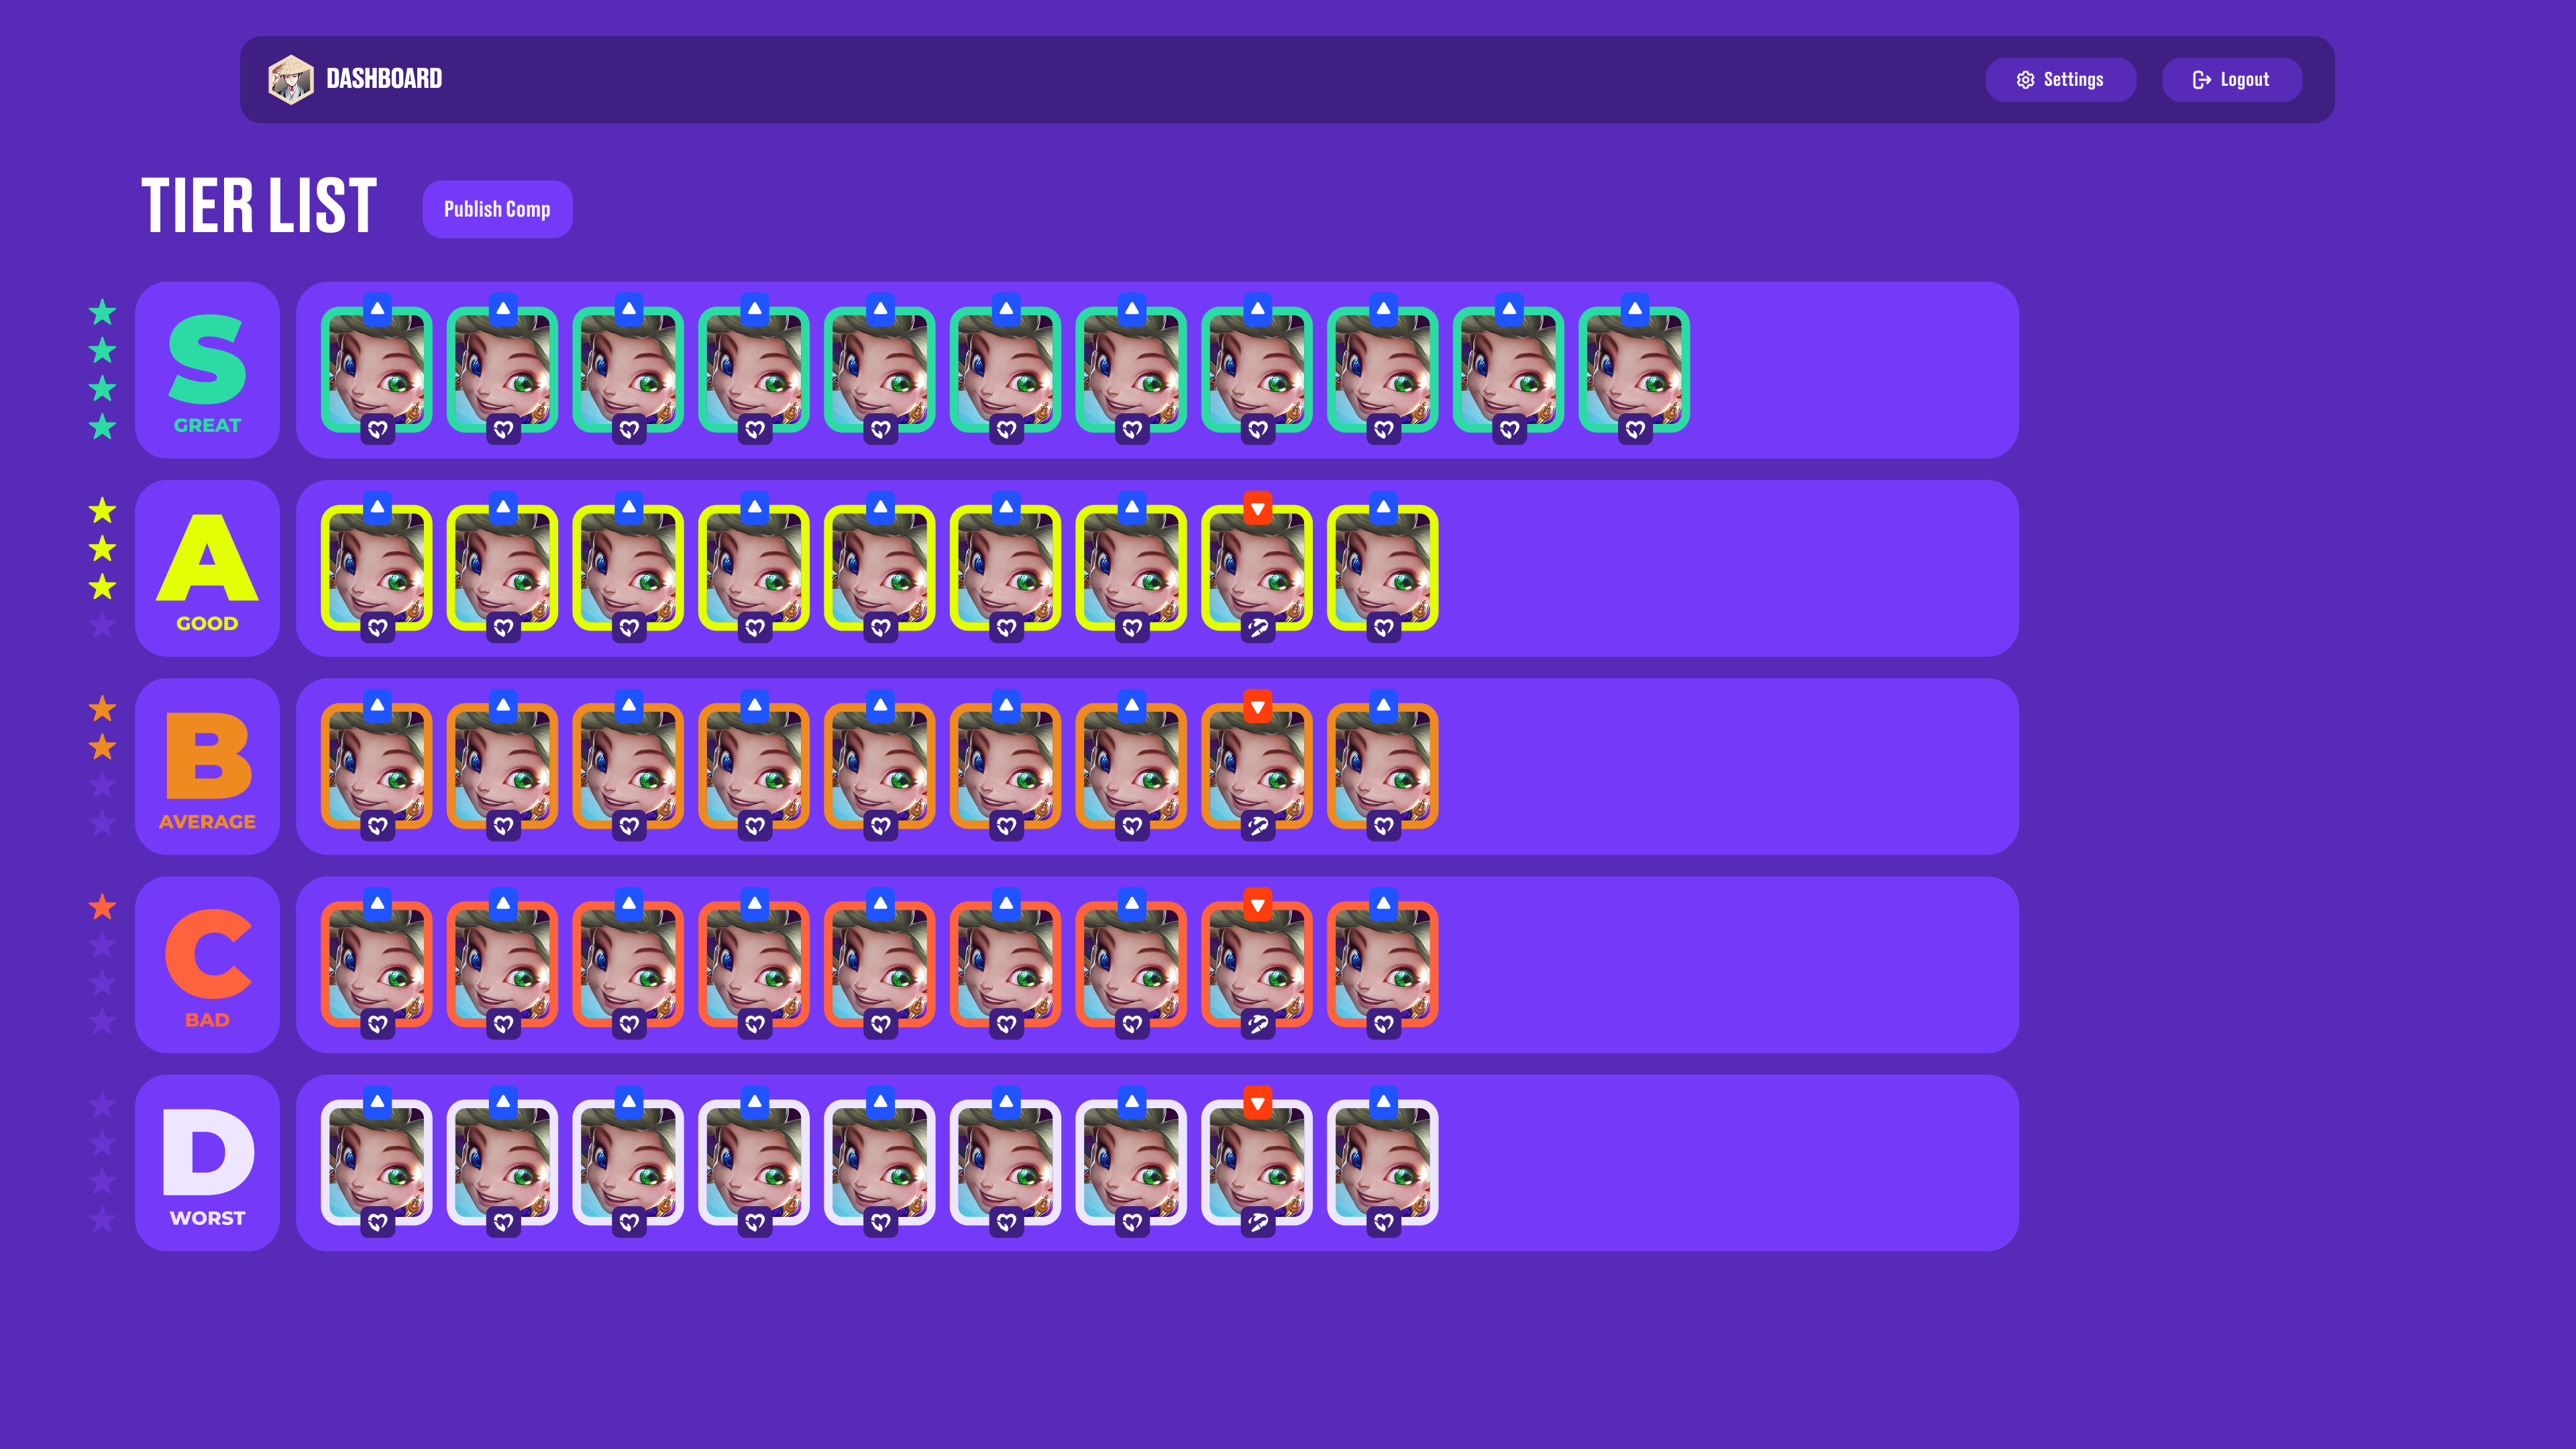 DASHBOARD
Settings
Logout
TIER LIST
Publish Comp
S
GREAT
A
GOOD
B
AVERAGE
C
BAD
D
WORST